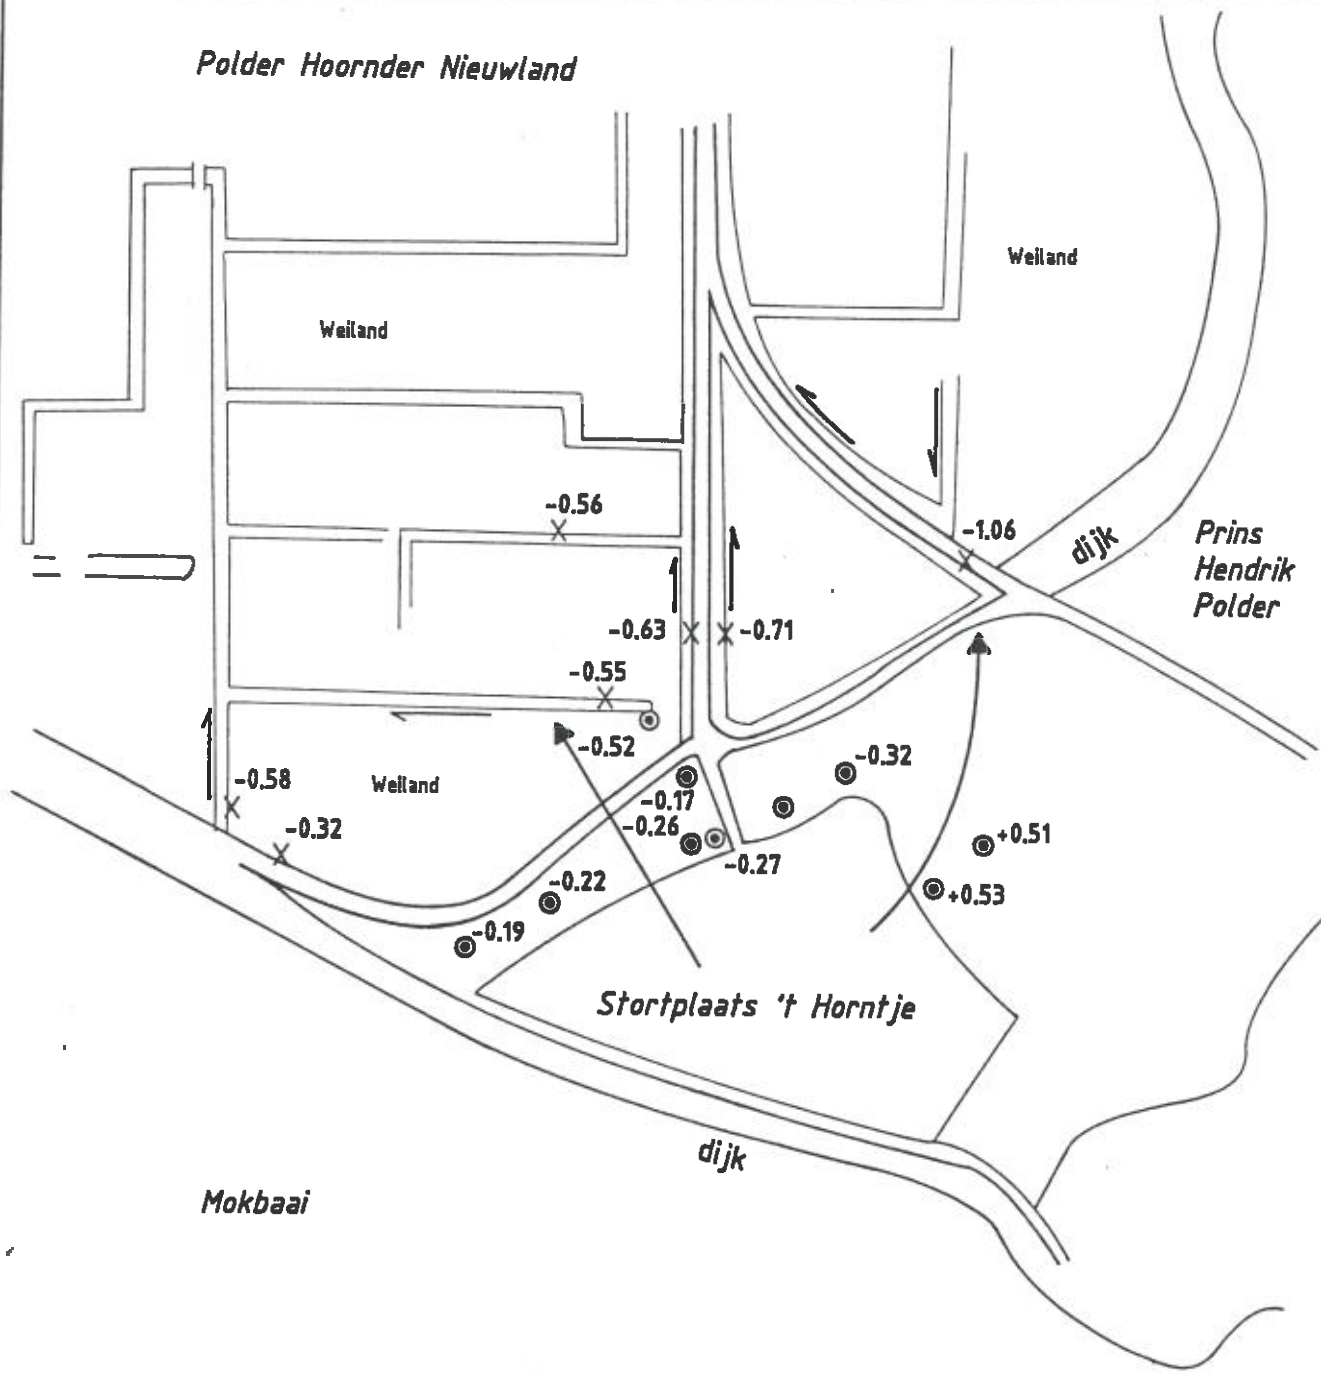 Polder Hoornder Nieuwland
Weiland
Weiland
-0.56
-1.06
dijk
Prins
Hendrik
Polder
-0.63
-0.71
-0.55
-0.52
-0.32
-0.58
Weiland
-0.17
-0.32
-0.26
+0.51
-0.27
-0.22
+0.53
-0.19
Stortplaats 't Horntje
dijk
Mokbaai